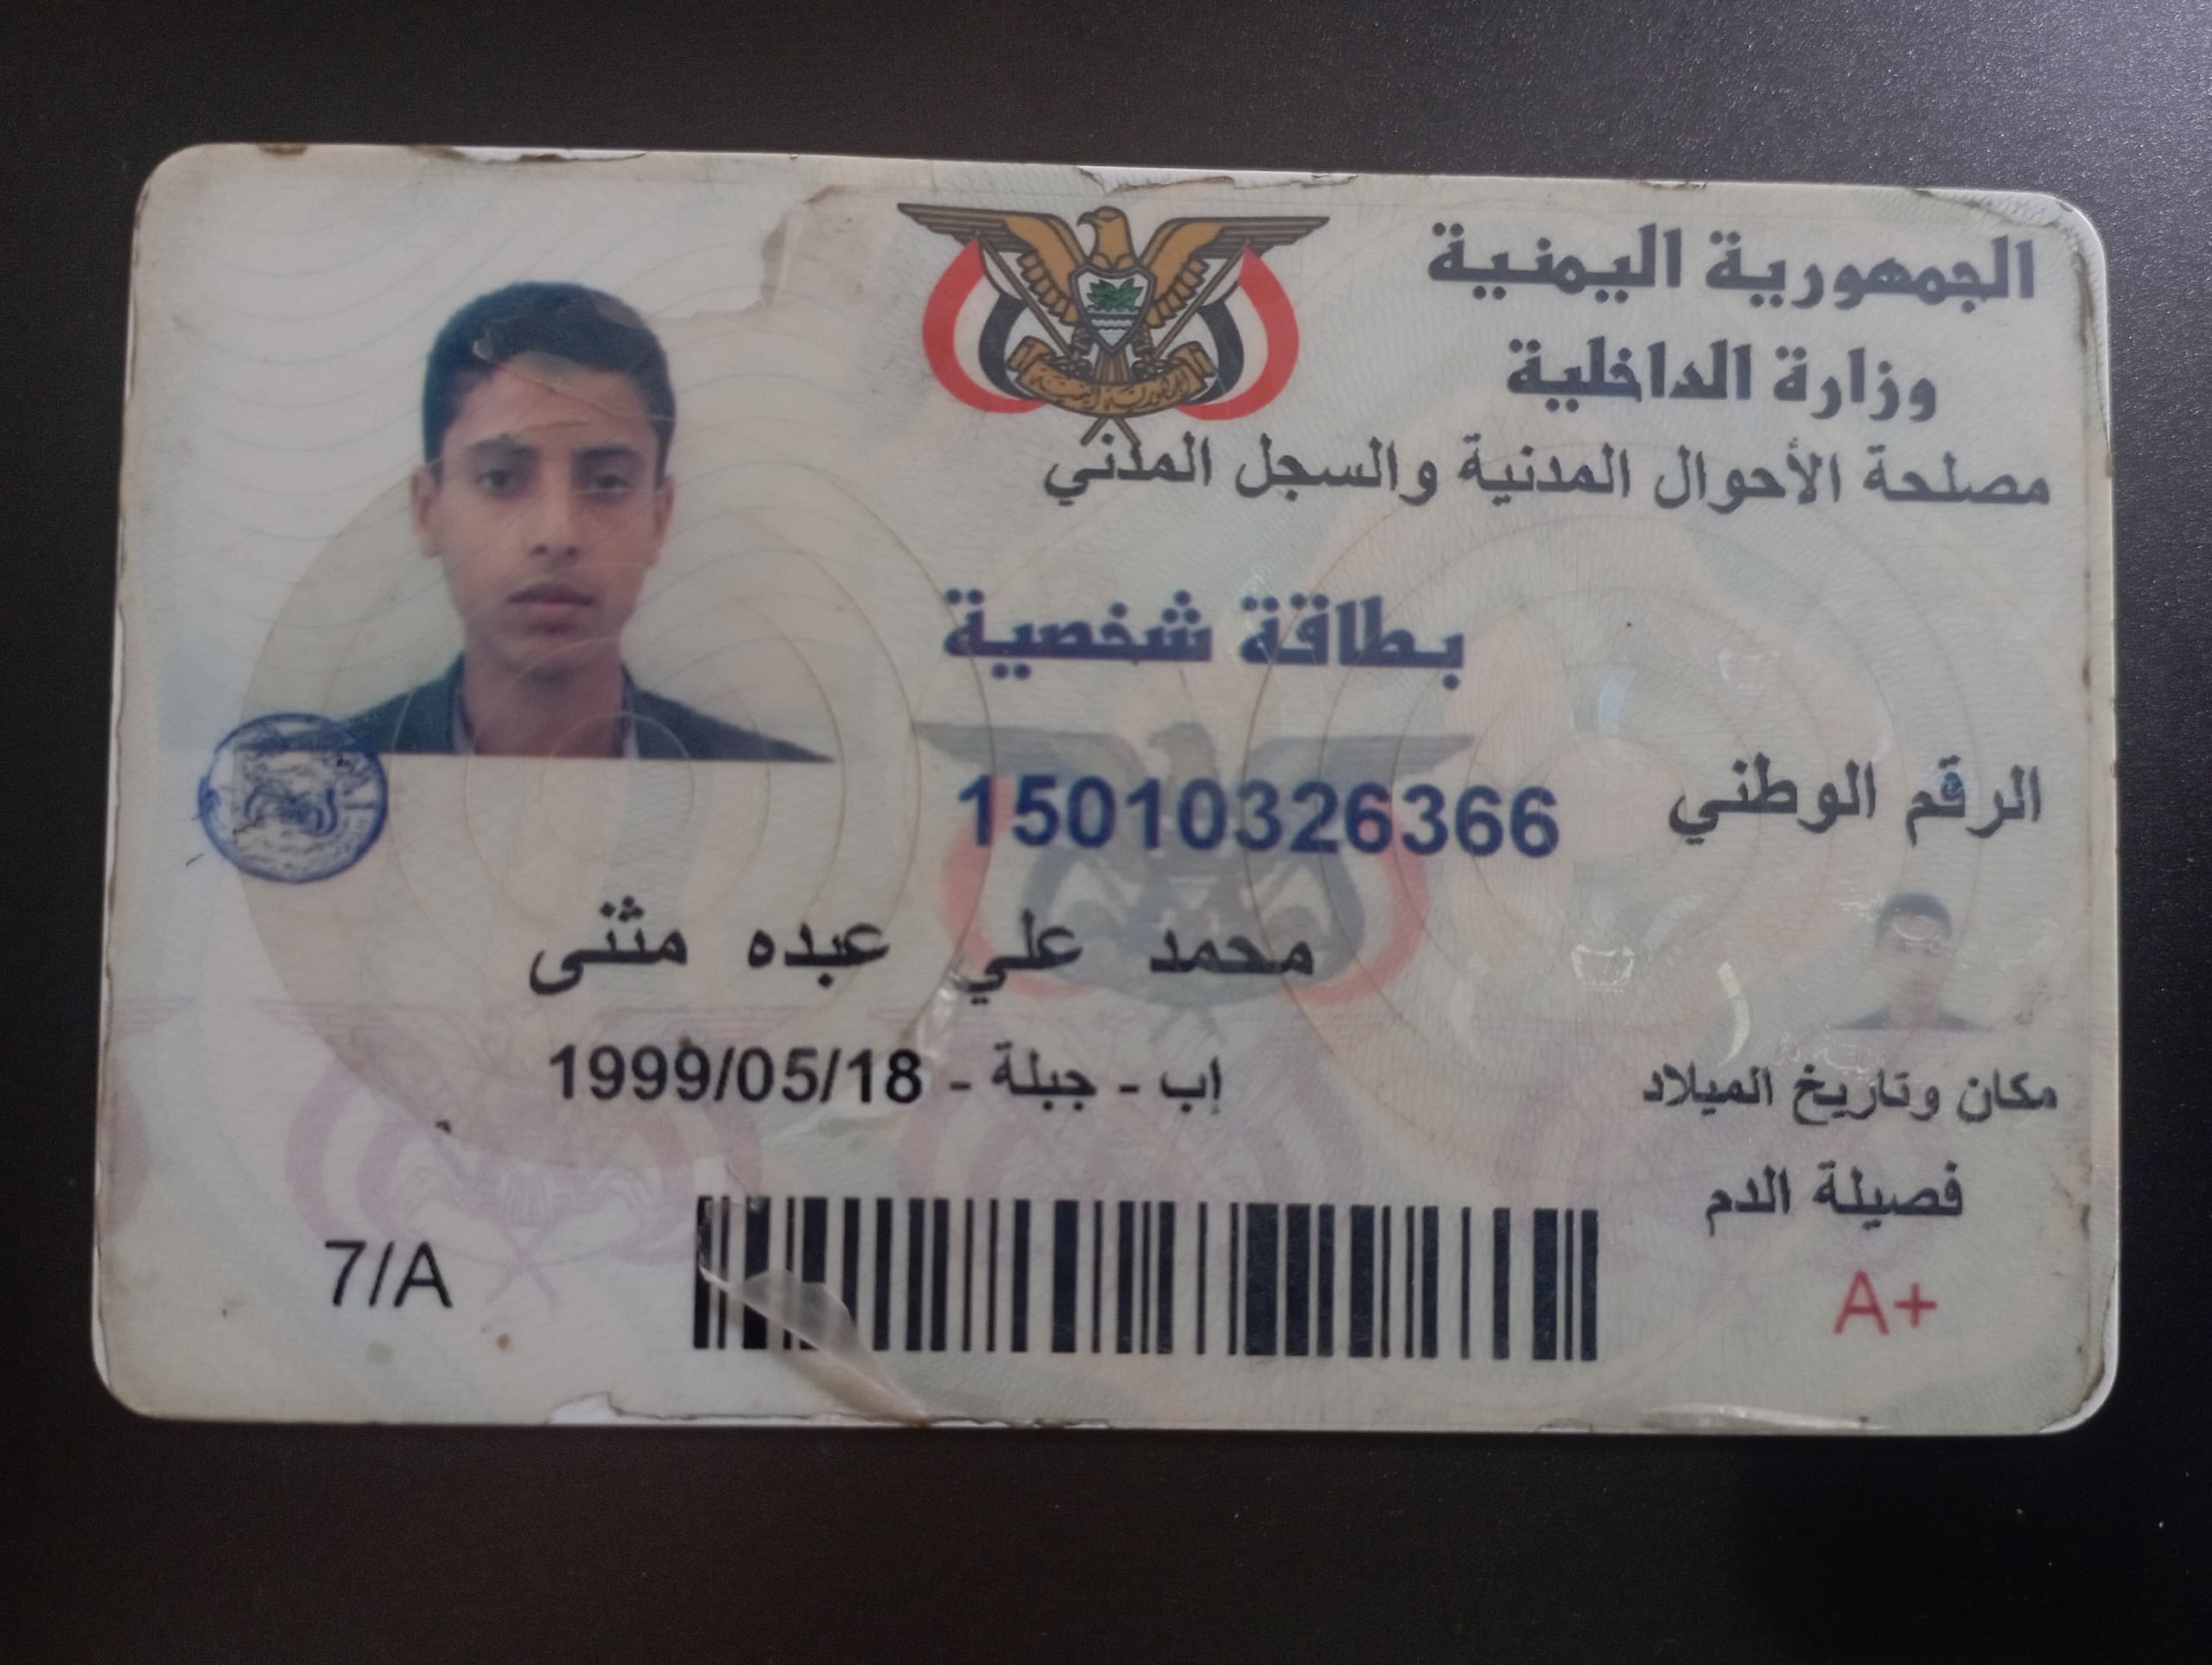 الجمهورية اليمنية
وزارة الداخلية
مصلحة الأحوال المدنية والسجل المدني
بطاقة شخصية
الرقم الوطني 15010326366
محمد علي عبده مثنى
مكان وتاريخ الميلاد إب - جبلة - 1999/05/18
فصيلة الدم
A+
7/A